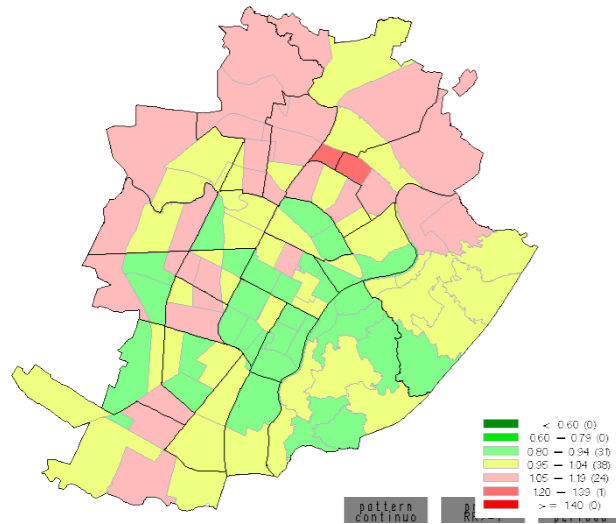 < 0.60 (0)
0.60 – 0.79 (0)
0.80 – 0.94 (31)
0.95 – 1.04 (38)
1.05 – 1.19 (24)
1.20 – 1.39 (1)
>= 1.40 (0)
pattern
continuo